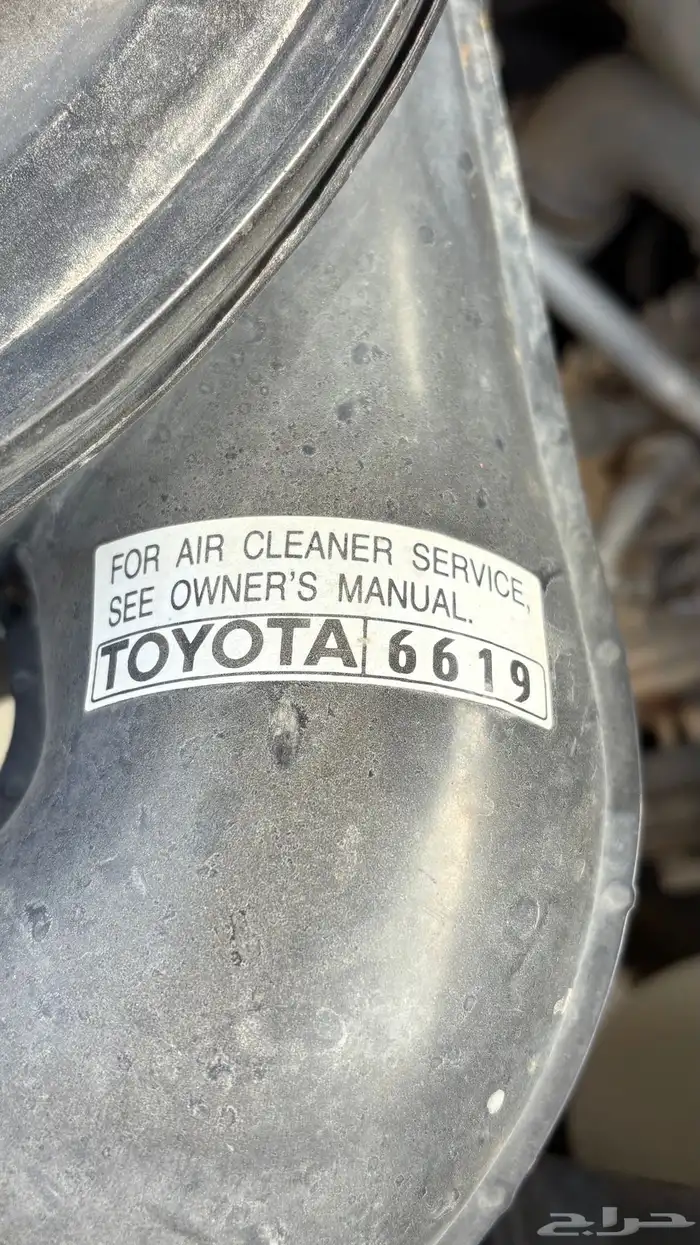 FOR AIR CLEANER SERVICE,
SEE OWNER'S MANUAL.
TOYOTA 6619
حراج